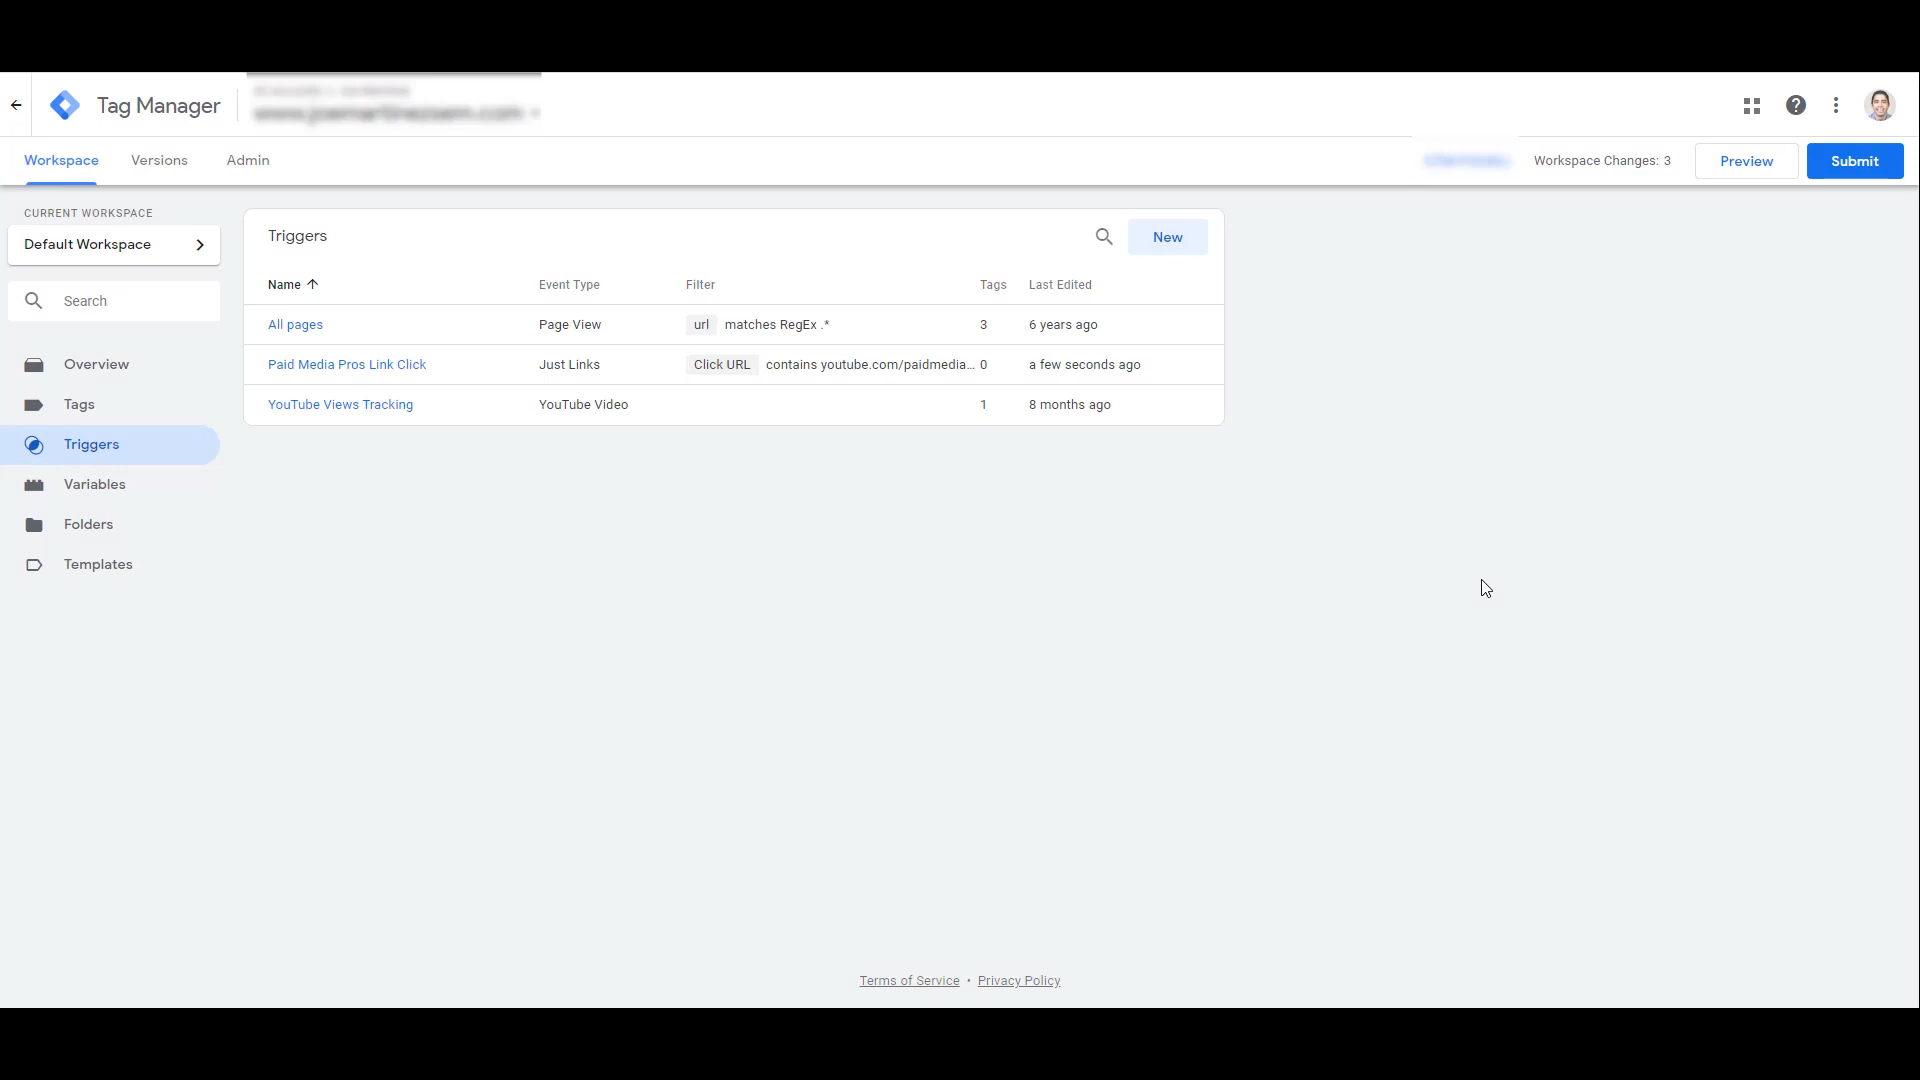 Tag Manager
Workspace Versions Admin Workspace Changes: 3 Preview Submit
CURRENT WORKSPACE
Default Workspace
Search
Overview
Tags
Triggers
Variables
Folders
Templates
Triggers New
Name Event Type Filter Tags Last Edited
All pages Page View url matches RegEx .* 3 6 years ago
Paid Media Pros Link Click Just Links Click URL contains youtube.com/paidmedia... 0 a few seconds ago
YouTube Views Tracking YouTube Video 1 8 months ago
Terms of Service • Privacy Policy